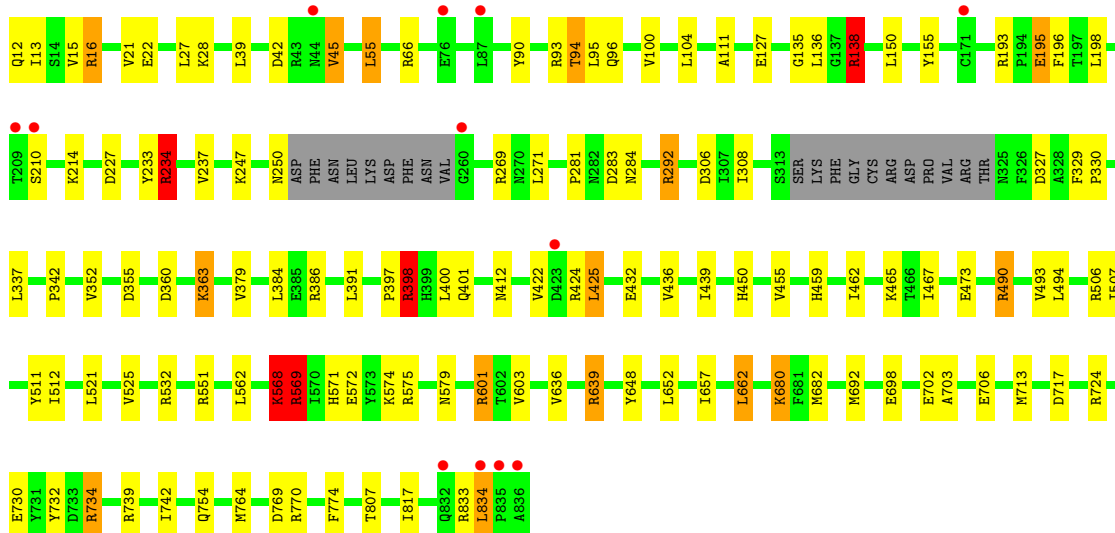 Q12 I13 S14 V15 R16 V21 E22 L27 K28 L39 D42 R43 N44 V45 L55 R66 E76 L87 Y90 R93 T94 L95 Q96 V100 L104 A111 E127 G135 L136 G137 R138 L150 Y155 C171 R193 P194 E195 F196 T197 L198
T209 S210 K214 D227 Y233 R234 V237 K247 N250 ASP PHE ASN LEU LYS ASP PHE ASN VAL G260 R269 N270 L271 P281 N282 D283 N284 R292 D306 I307 I308 S313 SER LYS PHE GLY CYS ARG ASP PRO VAL ARG THR N325 F326 D327 A328 F329 P330
L337 P342 V352 D355 D360 K363 V379 L384 E385 R386 L391 P397 R398 H399 L400 Q401 N412 V422 D423 R424 L425 E432 V436 I439 H450 V455 H459 I462 K465 T466 I467 E473 R490 V493 L494 R506
Y511 I512 L521 V525 R532 R551 L562 K568 R569 I570 H571 E572 Y573 K574 R575 N579 R601 T602 V603 V636 R639 Y648 L652 I657 L662 K680 F681 M682 M692 E698 E702 A703 E706 M713 D717 R724
E730 Y731 Y732 D733 R734 R739 I742 Q754 M764 D769 R770 F774 T807 I817 Q832 R833 L834 P835 A836